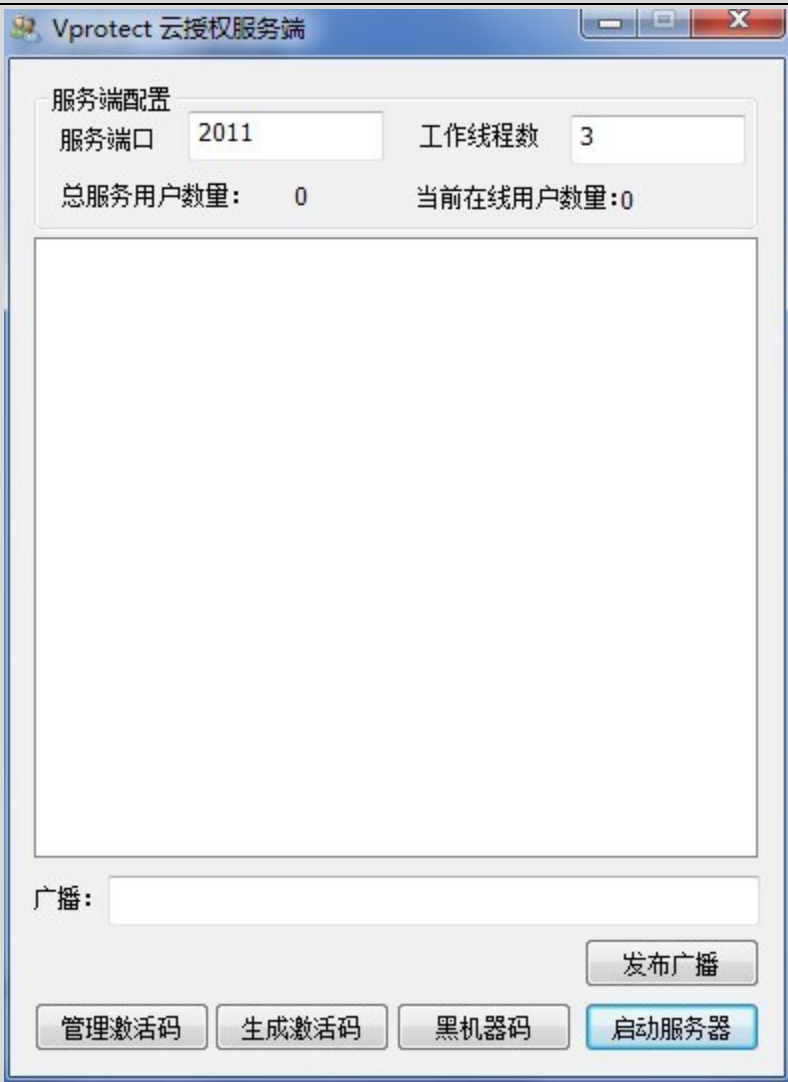 Vprotect 云授权服务端
服务端配置
服务端口 2011 工作线程数 3
总服务用户数量: 0 当前在线用户数量:0
广播:
发布广播
管理激活码 生成激活码 黑机器码 启动服务器